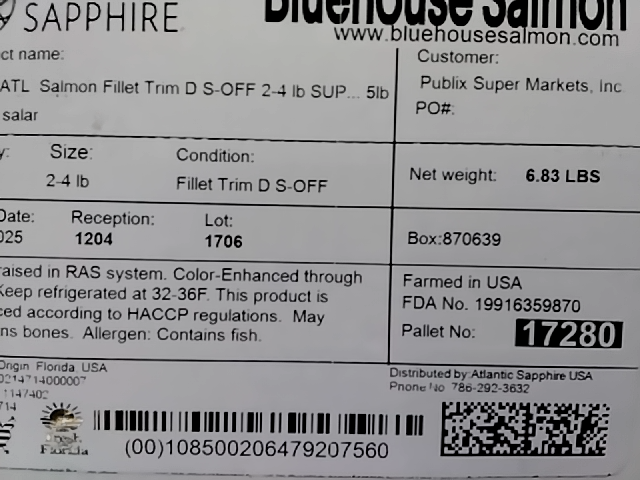 SAPPHIRE
Bluehouse Salmon
www.bluehousesalmon.com
ct name:
ATL Salmon Fillet Trim D S-OFF 2-4 lb SUP... 5lb
salar
Customer:
Publix Super Markets, Inc
PO#:
y: Size: Condition:
2-4 lb Fillet Trim D S-OFF
Net weight: 6.83 LBS
Date: Reception: Lot:
025 1204 1706
Box:870639
raised in RAS system. Color-Enhanced through
Keep refrigerated at 32-36F. This product is
ced according to HACCP regulations. May
ns bones. Allergen: Contains fish.
Farmed in USA
FDA No. 19916359870
Pallet No: 17280
Origin Florida USA
0214714000007
1147402
714
Distributed by:Atlantic Sapphire USA
Phone No 786-292-3632
Fresh
Florida
(00)108500206479207560